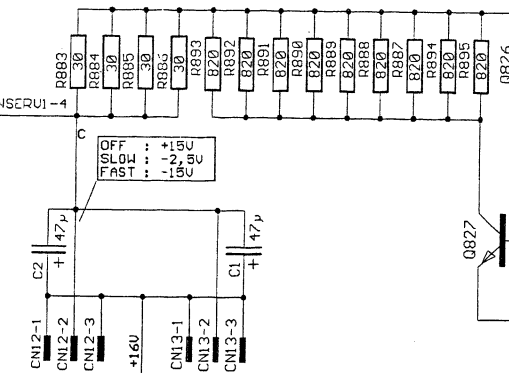 R883
30
R884
30
R885
30
R886
30
R893
820
R892
820
R891
820
R890
820
R889
820
R888
820
R887
820
R894
820
R895
820
Q826
NSERV1-4
C
OFF : +15V
SLOW : -2,5V
FAST : -15V
47µ
C2
+
47µ
C1
+
Q827
CN12-1
CN12-2
CN12-3
+16V
CN13-1
CN13-2
CN13-3